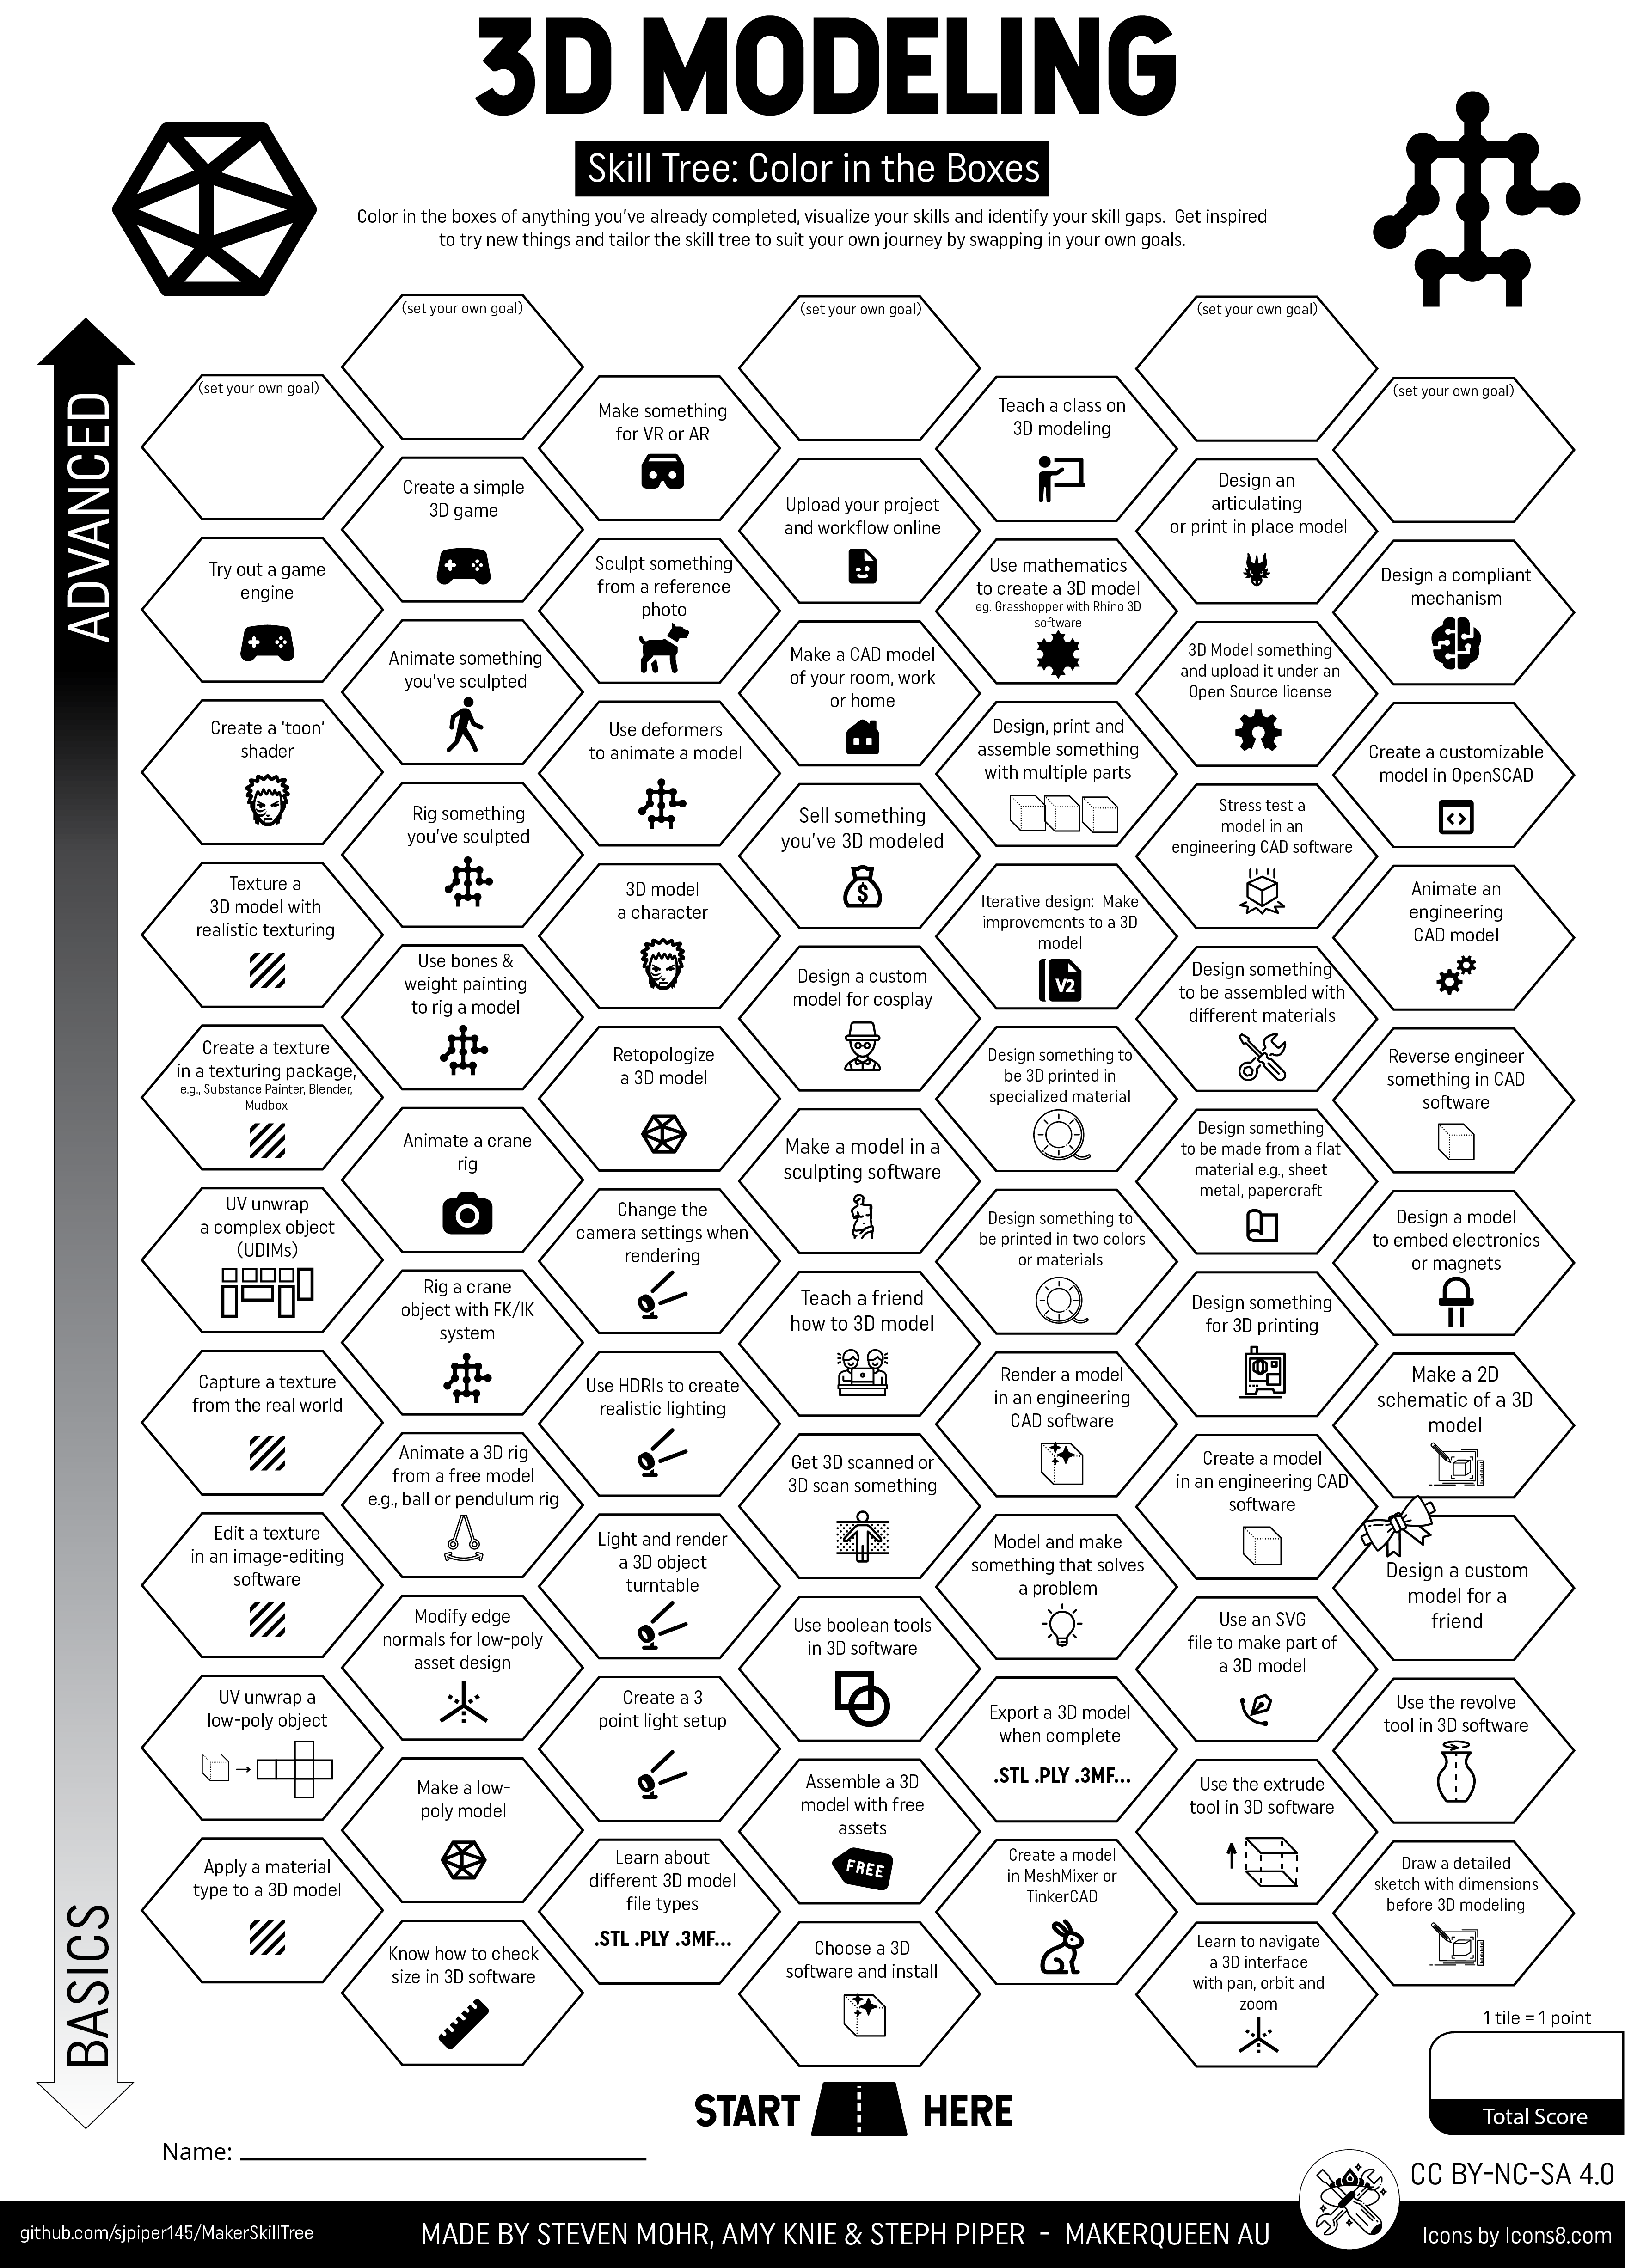 3D MODELING
Skill Tree: Color in the Boxes
Color in the boxes of anything you've already completed, visualize your skills and identify your skill gaps.  Get inspired
to try new things and tailor the skill tree to suit your own journey by swapping in your own goals.
ADVANCED
BASICS
(set your own goal)
Try out a game
engine
Create a ‘toon’
shader
Texture a
3D model with
realistic texturing
Create a texture
in a texturing package,
e.g., Substance Painter, Blender,
Mudbox
UV unwrap
a complex object
(UDIMs)
Capture a texture
from the real world
Edit a texture
in an image-editing
software
UV unwrap a
low-poly object
Apply a material
type to a 3D model
(set your own goal)
Create a simple
3D game
Animate something
you've sculpted
Rig something
you've sculpted
Use bones &
weight painting
to rig a model
Animate a crane
rig
Rig a crane
object with FK/IK
system
Animate a 3D rig
from a free model
e.g., ball or pendulum rig
Modify edge
normals for low-poly
asset design
Make a low-
poly model
Know how to check
size in 3D software
Make something
for VR or AR
Sculpt something
from a reference
photo
Use deformers
to animate a model
3D model
a character
Retopologize
a 3D model
Change the
camera settings when
rendering
Use HDRIs to create
realistic lighting
Light and render
a 3D object
turntable
Create a 3
point light setup
Learn about
different 3D model
file types
.STL .PLY .3MF...
(set your own goal)
Upload your project
and workflow online
Make a CAD model
of your room, work
or home
Sell something
you've 3D modeled
$
Design a custom
model for cosplay
Make a model in a
sculpting software
Teach a friend
how to 3D model
Get 3D scanned or
3D scan something
Use boolean tools
in 3D software
Assemble a 3D
model with free
assets
FREE
Choose a 3D
software and install
Teach a class on
3D modeling
Use mathematics
to create a 3D model
eg. Grasshopper with Rhino 3D
software
Design, print and
assemble something
with multiple parts
Iterative design:  Make
improvements to a 3D
model
V2
Design something to
be 3D printed in
specialized material
Design something to
be printed in two colors
or materials
Render a model
in an engineering
CAD software
Model and make
something that solves
a problem
Export a 3D model
when complete
.STL .PLY .3MF...
Create a model
in MeshMixer or
TinkerCAD
(set your own goal)
Design an
articulating
or print in place model
3D Model something
and upload it under an
Open Source license
Stress test a
model in an
engineering CAD software
Design something
to be assembled with
different materials
Design something
to be made from a flat
material e.g., sheet
metal, papercraft
Design something
for 3D printing
Create a model
in an engineering CAD
software
Use an SVG
file to make part of
a 3D model
Use the extrude
tool in 3D software
Learn to navigate
a 3D interface
with pan, orbit and
zoom
(set your own goal)
Design a compliant
mechanism
Create a customizable
model in OpenSCAD
Animate an
engineering
CAD model
Reverse engineer
something in CAD
software
Design a model
to embed electronics
or magnets
Make a 2D
schematic of a 3D
model
Design a custom
model for a
friend
Use the revolve
tool in 3D software
Draw a detailed
sketch with dimensions
before 3D modeling
1 tile = 1 point
Total Score
START HERE
Name:
CC BY-NC-SA 4.0
github.com/sjpiper145/MakerSkillTree
MADE BY STEVEN MOHR, AMY KNIE & STEPH PIPER  -  MAKERQUEEN AU
Icons by Icons8.com